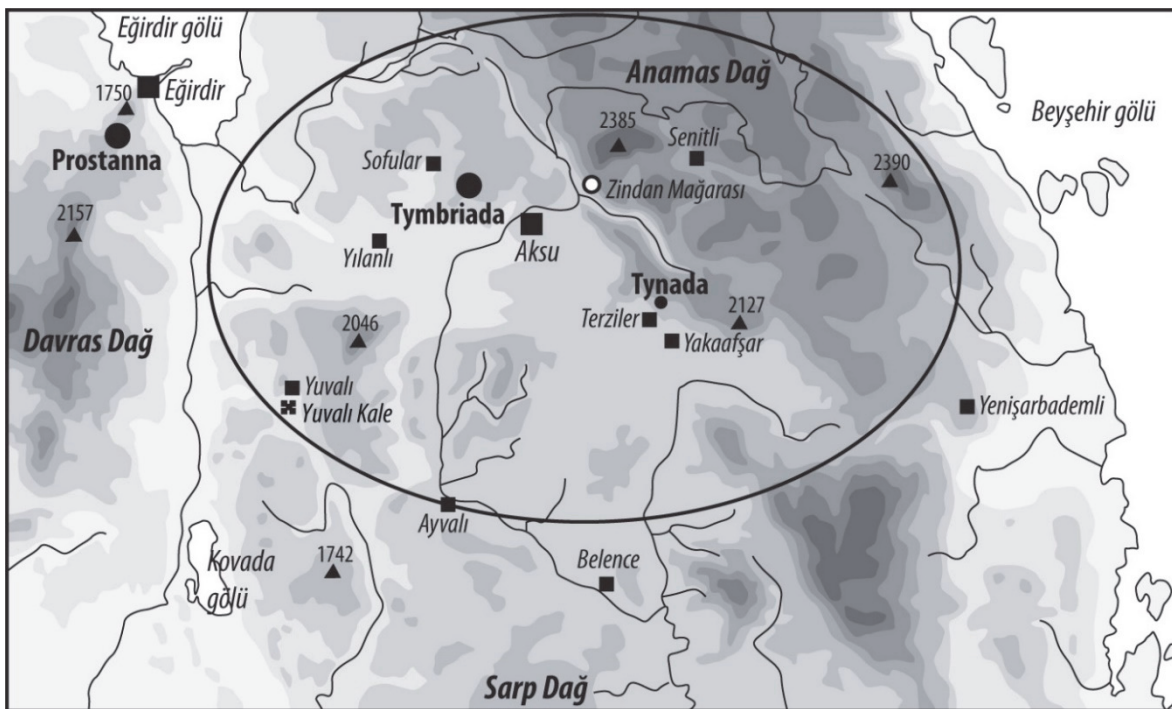 Eğirdir gölü
Anamas Dağ
1750
Eğirdir
Beyşehir gölü
2385
Senitli
Prostanna
Sofular
2390
Zindan Mağarası
2157
Tymbriada
Yılanlı
Aksu
Tynada
Davras Dağ
2046
Terziler
2127
Yakaafşar
Yuvalı
Yuvalı Kale
Yenişarbademli
Ayvalı
Kovada
gölü
1742
Belence
Sarp Dağ